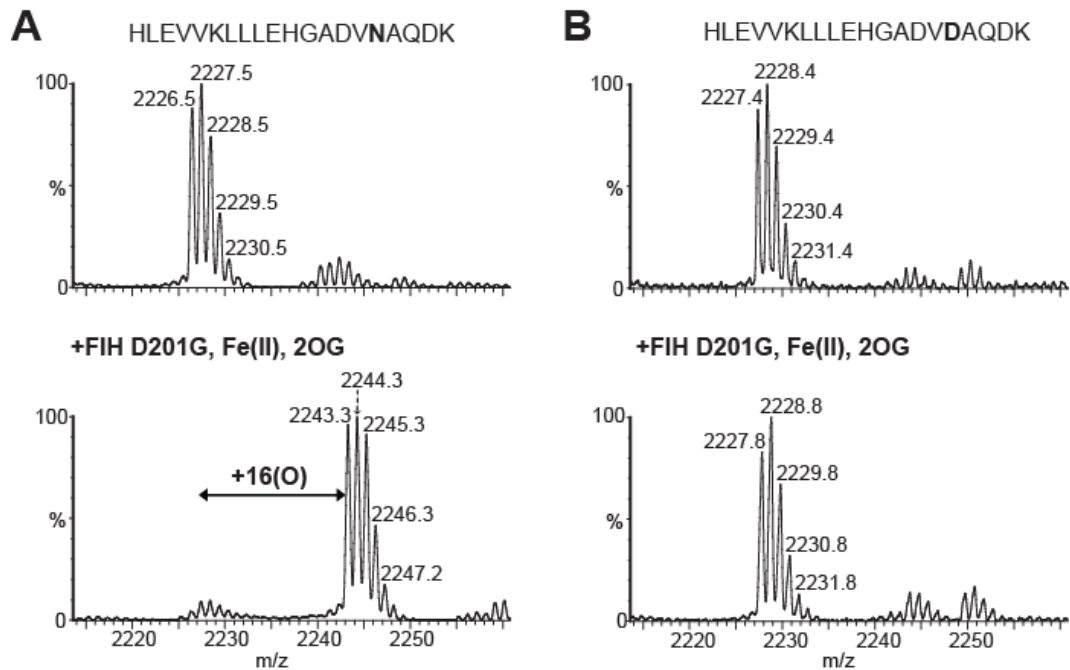 A
HLEVVKLLLEHGADVNAQDK
100
%
0
2226.5
2227.5
2228.5
2229.5
2230.5
+FIH D201G, Fe(II), 2OG
100
%
0
2243.3
2244.3
2245.3
2246.3
2247.2
+16(O)
2220 2230 2240 2250
m/z
B
HLEVVKLLLEHGADVDAQDK
100
%
0
2227.4
2228.4
2229.4
2230.4
2231.4
+FIH D201G, Fe(II), 2OG
100
%
0
2227.8
2228.8
2229.8
2230.8
2231.8
2220 2230 2240 2250
m/z